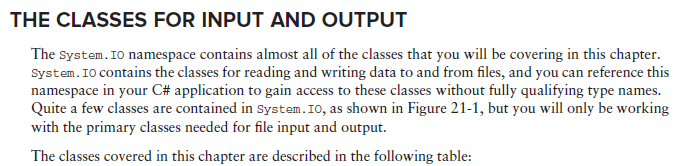 THE CLASSES FOR INPUT AND OUTPUT
The System.IO namespace contains almost all of the classes that you will be covering in this chapter.
System.IO contains the classes for reading and writing data to and from files, and you can reference this
namespace in your C# application to gain access to these classes without fully qualifying type names.
Quite a few classes are contained in System.IO, as shown in Figure 21-1, but you will only be working
with the primary classes needed for file input and output.
The classes covered in this chapter are described in the following table: